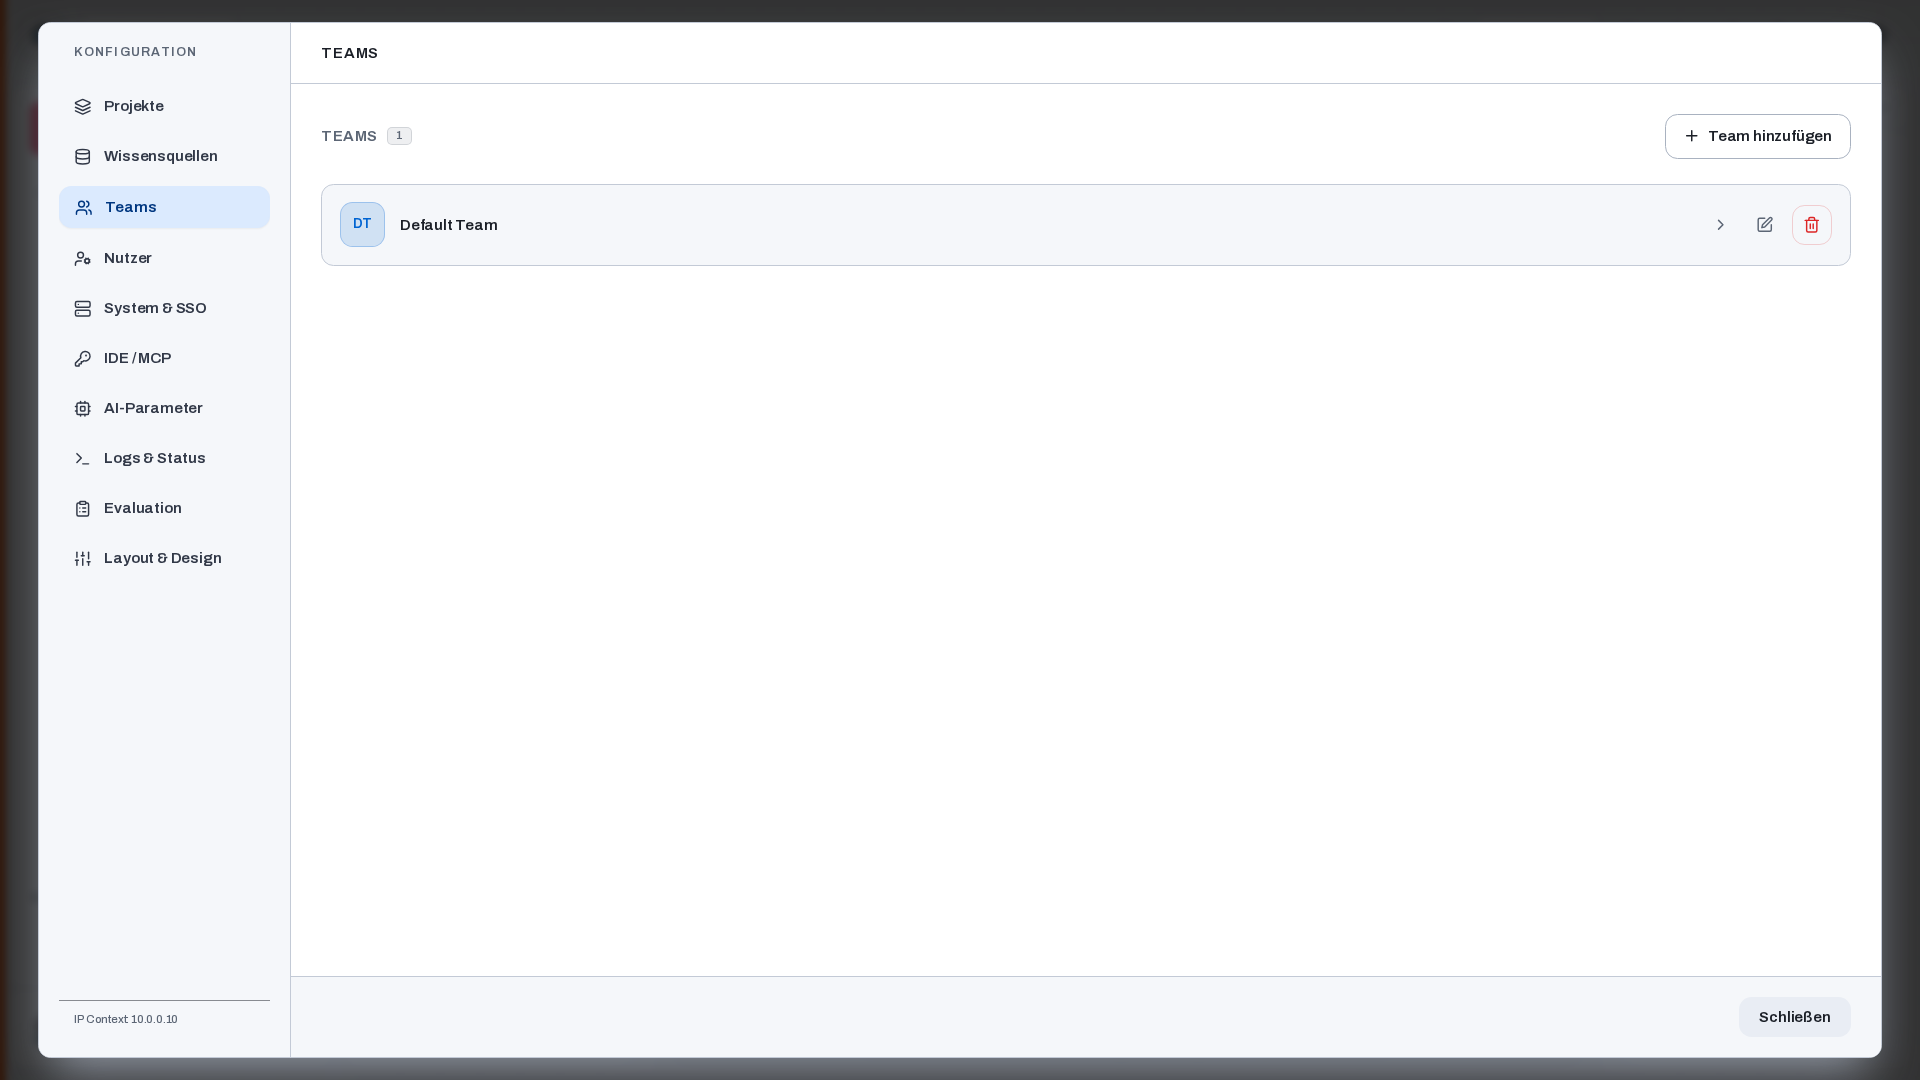 KONFIGURATION
Projekte
Wissensquellen
Teams
Nutzer
System & SSO
IDE / MCP
AI-Parameter
Logs & Status
Evaluation
Layout & Design
IP Context 10.0.0.10
TEAMS
TEAMS 1
Team hinzufügen
DT Default Team
Schließen